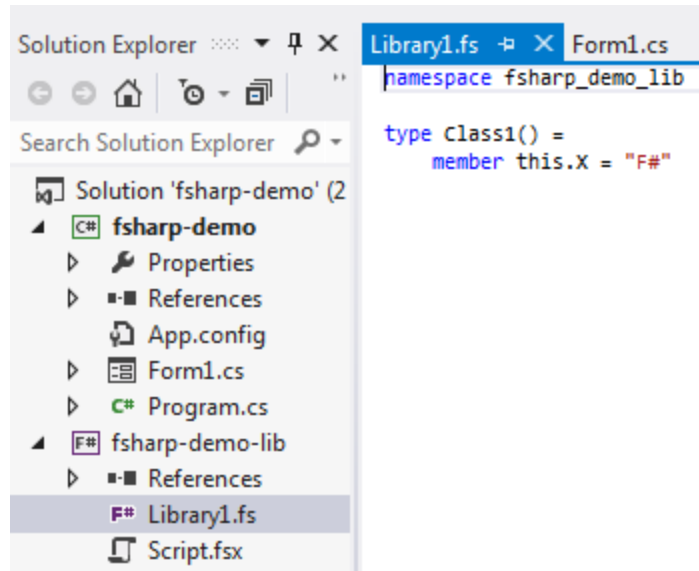 Solution Explorer
Library1.fs
Form1.cs
namespace fsharp_demo_lib
Search Solution Explorer
type Class1() =
member this.X = "F#"
Solution 'fsharp-demo' (2
C# fsharp-demo
Properties
References
App.config
Form1.cs
C# Program.cs
F# fsharp-demo-lib
References
F# Library1.fs
Script.fsx